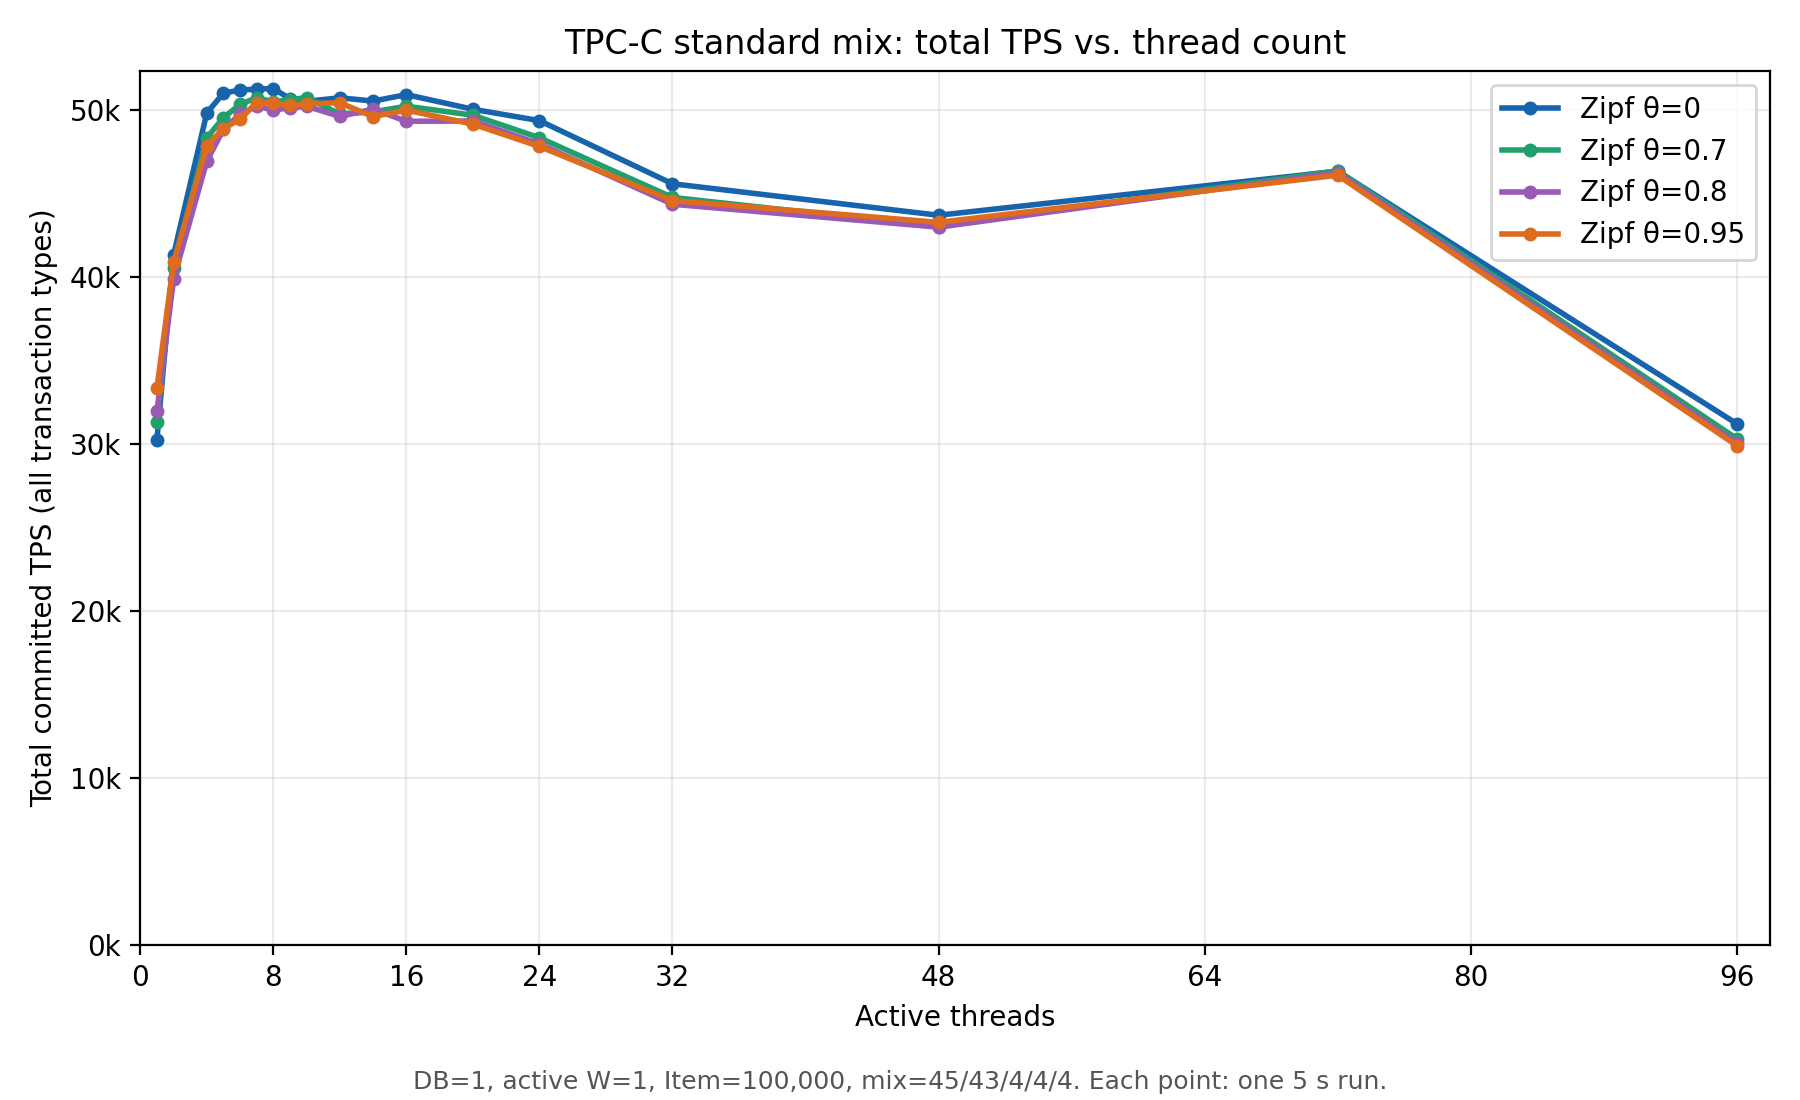 TPC-C standard mix: total TPS vs. thread count
Total committed TPS (all transaction types)
50k
40k
30k
20k
10k
0k
Zipf θ=0
Zipf θ=0.7
Zipf θ=0.8
Zipf θ=0.95
0 8 16 24 32 48 64 80 96
Active threads
DB=1, active W=1, Item=100,000, mix=45/43/4/4/4. Each point: one 5 s run.